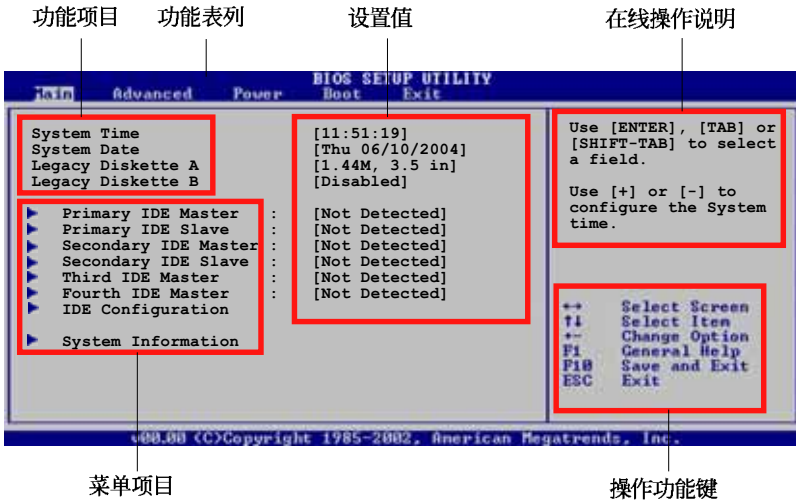 功能项目 功能表列 设置值 在线操作说明
BIOS SETUP UTILITY
Main Advanced Power Boot Exit
System Time [11:51:19]
System Date [Thu 06/10/2004]
Legacy Diskette A [1.44M, 3.5 in]
Legacy Diskette B [Disabled]
Primary IDE Master : [Not Detected]
Primary IDE Slave : [Not Detected]
Secondary IDE Master : [Not Detected]
Secondary IDE Slave : [Not Detected]
Third IDE Master : [Not Detected]
Fourth IDE Master : [Not Detected]
IDE Configuration
System Information
Use [ENTER], [TAB] or
[SHIFT-TAB] to select
a field.
Use [+] or [-] to
configure the System
time.
↔ Select Screen
↑↓ Select Item
+- Change Option
F1 General Help
F10 Save and Exit
ESC Exit
v00.00 (C)Copyright 1985-2002, American Megatrends, Inc.
菜单项目 操作功能键